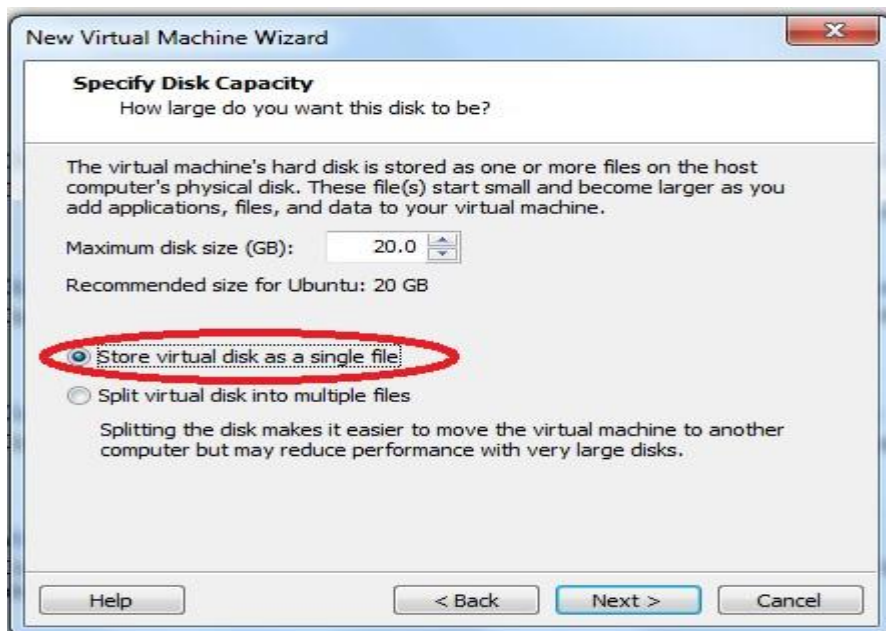 New Virtual Machine Wizard
Specify Disk Capacity
How large do you want this disk to be?
The virtual machine's hard disk is stored as one or more files on the host
computer's physical disk. These file(s) start small and become larger as you
add applications, files, and data to your virtual machine.
Maximum disk size (GB): 20.0
Recommended size for Ubuntu: 20 GB
Store virtual disk as a single file
Split virtual disk into multiple files
Splitting the disk makes it easier to move the virtual machine to another
computer but may reduce performance with very large disks.
Help < Back Next > Cancel